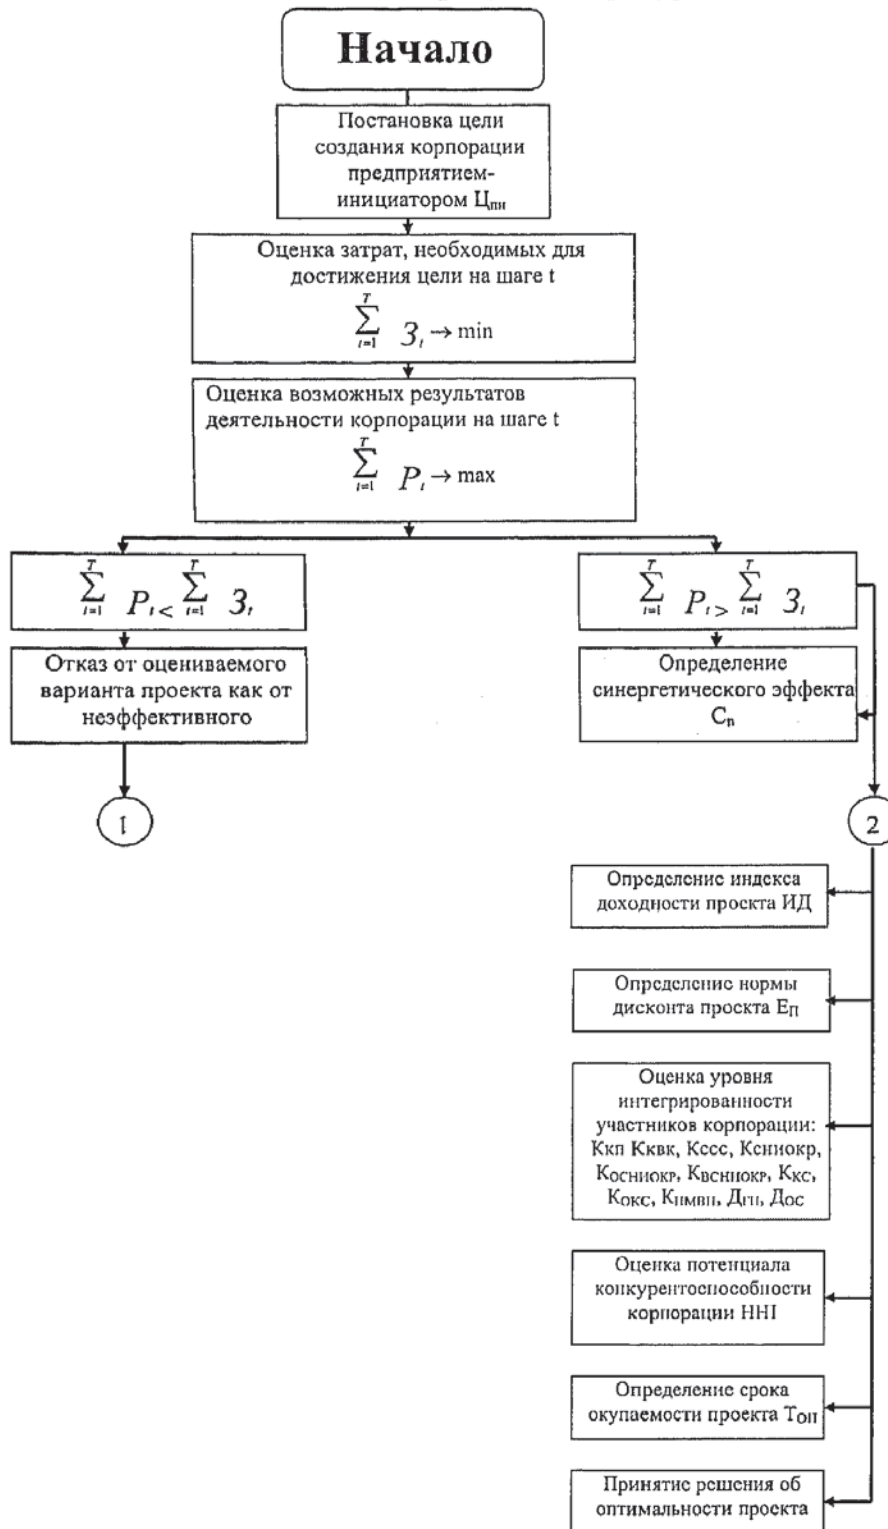 Начало
Постановка цели
создания корпорации
предприятием-
инициатором Цпи
Оценка затрат, необходимых для
достижения цели на шаге t
T
∑ Зt → min
t=1
Оценка возможных результатов
деятельности корпорации на шаге t
T
∑ Pt → max
t=1
T T
∑ Pt < ∑ Зt
t=1 t=1
T T
∑ Pt > ∑ Зt
t=1 t=1
Отказ от оцениваемого
варианта проекта как от
неэффективного
Определение
синергетического эффекта
Сп
1
2
Определение индекса
доходности проекта ИД
Определение нормы
дисконта проекта ЕП
Оценка уровня
интегрированности
участников корпорации:
Ккп Кквк, Кссс, Ксниокр,
Косниокр, Квсниокр, Ккс,
Кокс, Кнмвн, Дгп, Дос
Оценка потенциала
конкурентоспособности
корпорации HHI
Определение срока
окупаемости проекта Топ
Принятие решения об
оптимальности проекта